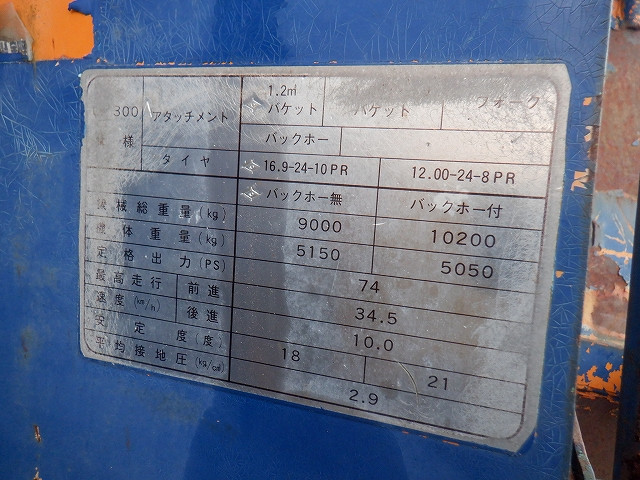 300 アタッチメント 1.2㎥ バケット バケット フォーク
様 バックホー
タイヤ 16.9-24-10PR 12.00-24-8PR
バックホー無 バックホー付
機械総重量(kg) 9000 10200
機体重量(kg) 5150 5050
定格出力(PS) 74
最高走行 前進 34.5
速度(km/h) 後進 10.0
安定度(度) 18 21
平均接地圧(kg/cm²) 2.9